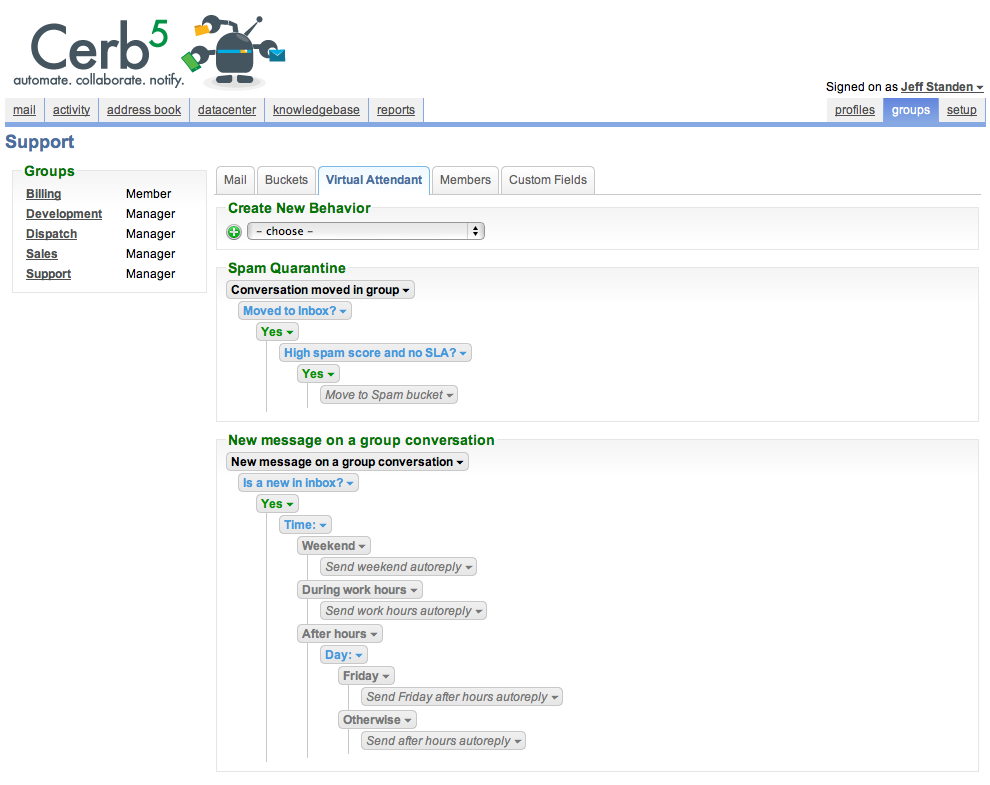 Cerb5
automate. collaborate. notify.
Signed on as Jeff Standen
mail activity address book datacenter knowledgebase reports profiles groups setup
Support
Groups
Billing Member
Development Manager
Dispatch Manager
Sales Manager
Support Manager
Mail Buckets Virtual Attendant Members Custom Fields
Create New Behavior
– choose –
Spam Quarantine
Conversation moved in group
Moved to Inbox?
Yes
High spam score and no SLA?
Yes
Move to Spam bucket
New message on a group conversation
New message on a group conversation
Is a new in inbox?
Yes
Time:
Weekend
Send weekend autoreply
During work hours
Send work hours autoreply
After hours
Day:
Friday
Send Friday after hours autoreply
Otherwise
Send after hours autoreply